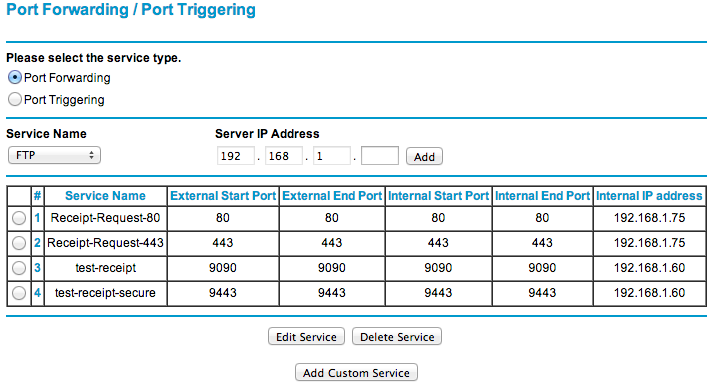 Port Forwarding / Port Triggering
Please select the service type.
Port Forwarding
Port Triggering
Service Name Server IP Address
FTP 192 . 168 . 1 . Add
# Service Name External Start Port External End Port Internal Start Port Internal End Port Internal IP address
1 Receipt-Request-80 80 80 80 80 192.168.1.75
2 Receipt-Request-443 443 443 443 443 192.168.1.75
3 test-receipt 9090 9090 9090 9090 192.168.1.60
4 test-receipt-secure 9443 9443 9443 9443 192.168.1.60
Edit Service Delete Service
Add Custom Service